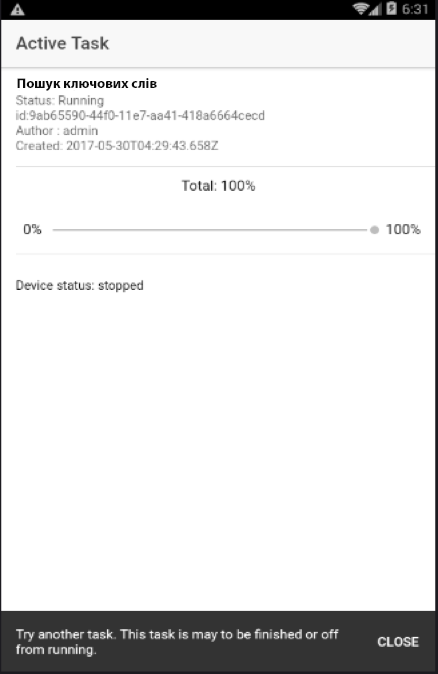 6:31
Active Task
Пошук ключових слів
Status: Running
id:9ab65590-44f0-11e7-aa41-418a6664cecd
Author : admin
Created: 2017-05-30T04:29:43.658Z
Total: 100%
0% 100%
Device status: stopped
Try another task. This task is may to be finished or off
from running.
CLOSE